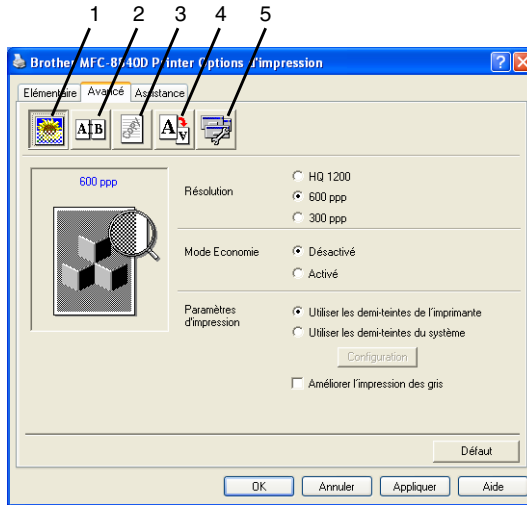 1 2 3 4 5
Brother MFC-8840D Printer Options d'impression
Elémentaire Avancé Assistance
A B copy A A
600 ppp
Résolution
HQ 1200
600 ppp
300 ppp
Mode Economie
Désactivé
Activé
Paramètres
d'impression
Utiliser les demi-teintes de l'imprimante
Utiliser les demi-teintes du système
Configuration
Améliorer l'impression des gris
Défaut
OK Annuler Appliquer Aide